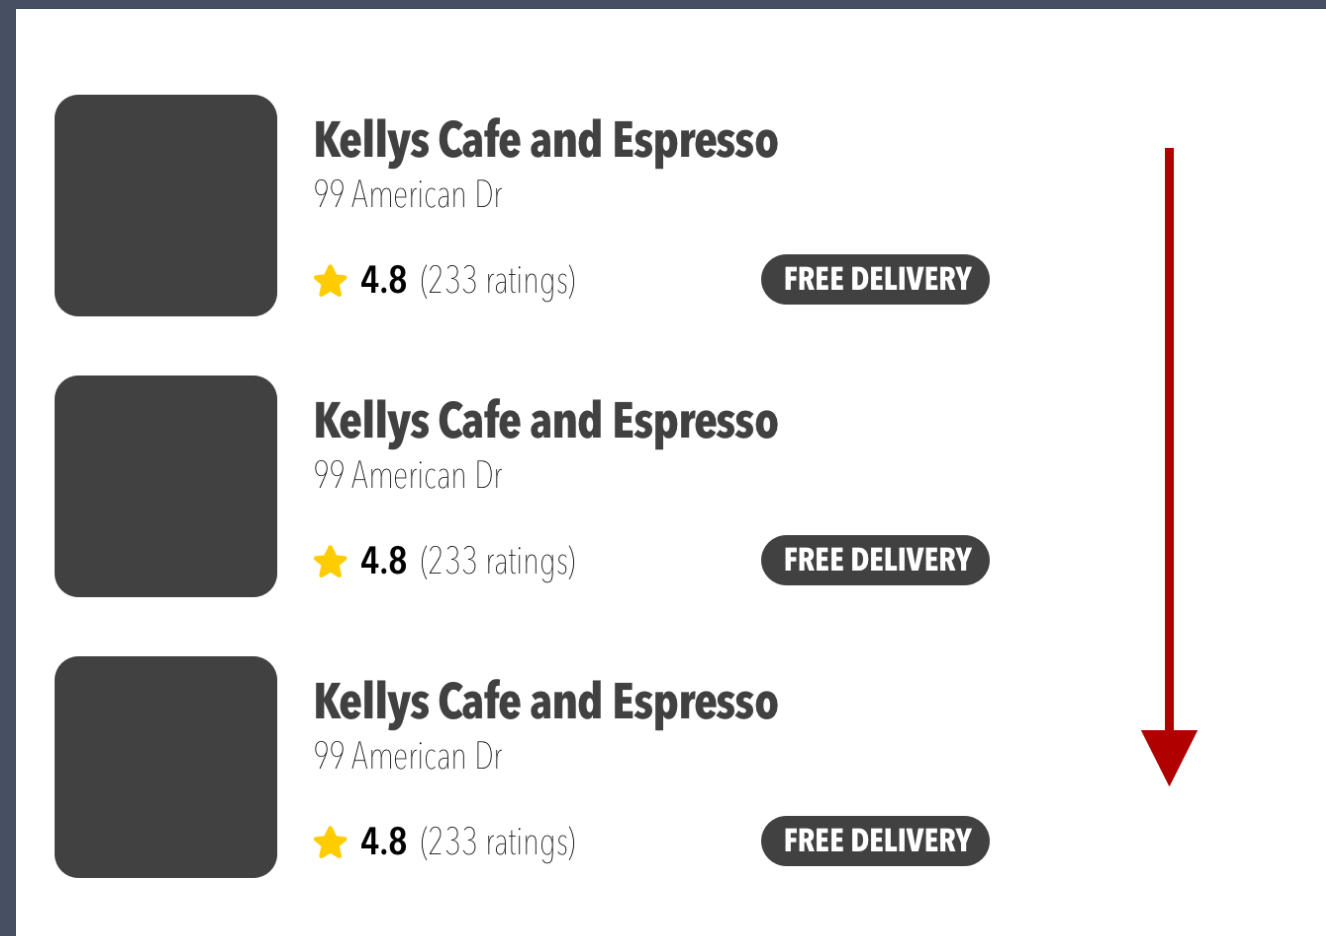 Kellys Cafe and Espresso
99 American Dr
4.8 (233 ratings) FREE DELIVERY
Kellys Cafe and Espresso
99 American Dr
4.8 (233 ratings) FREE DELIVERY
Kellys Cafe and Espresso
99 American Dr
4.8 (233 ratings) FREE DELIVERY